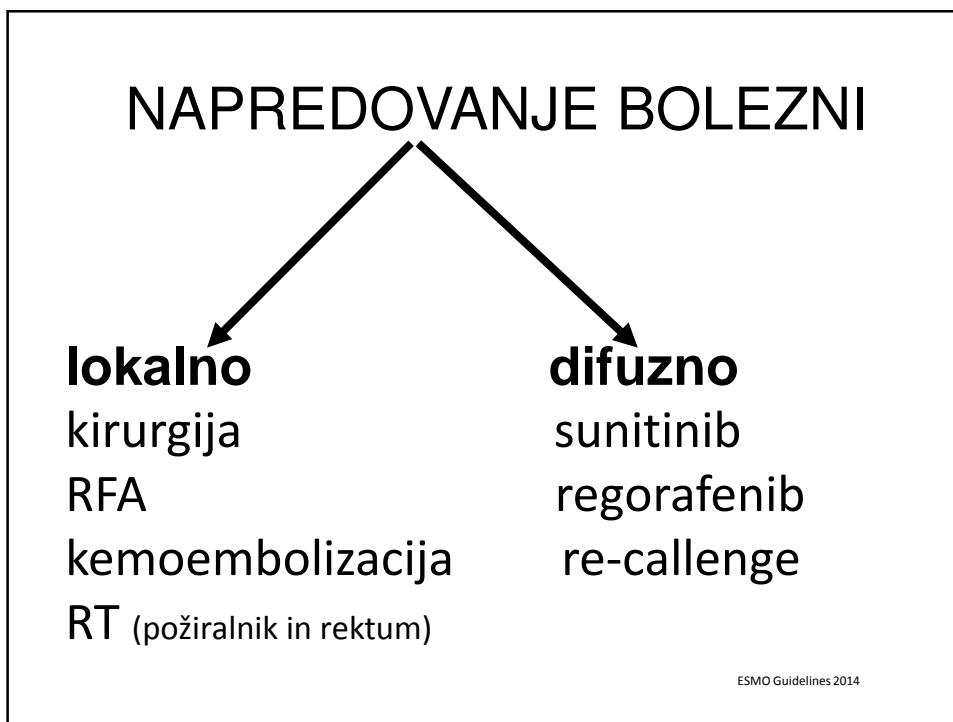 NAPREDOVANJE BOLEZNI
lokalno
kirurgija
RFA
kemoembolizacija
RT (požiralnik in rektum)
difuzno
sunitinib
regorafenib
re-callenge
ESMO Guidelines 2014